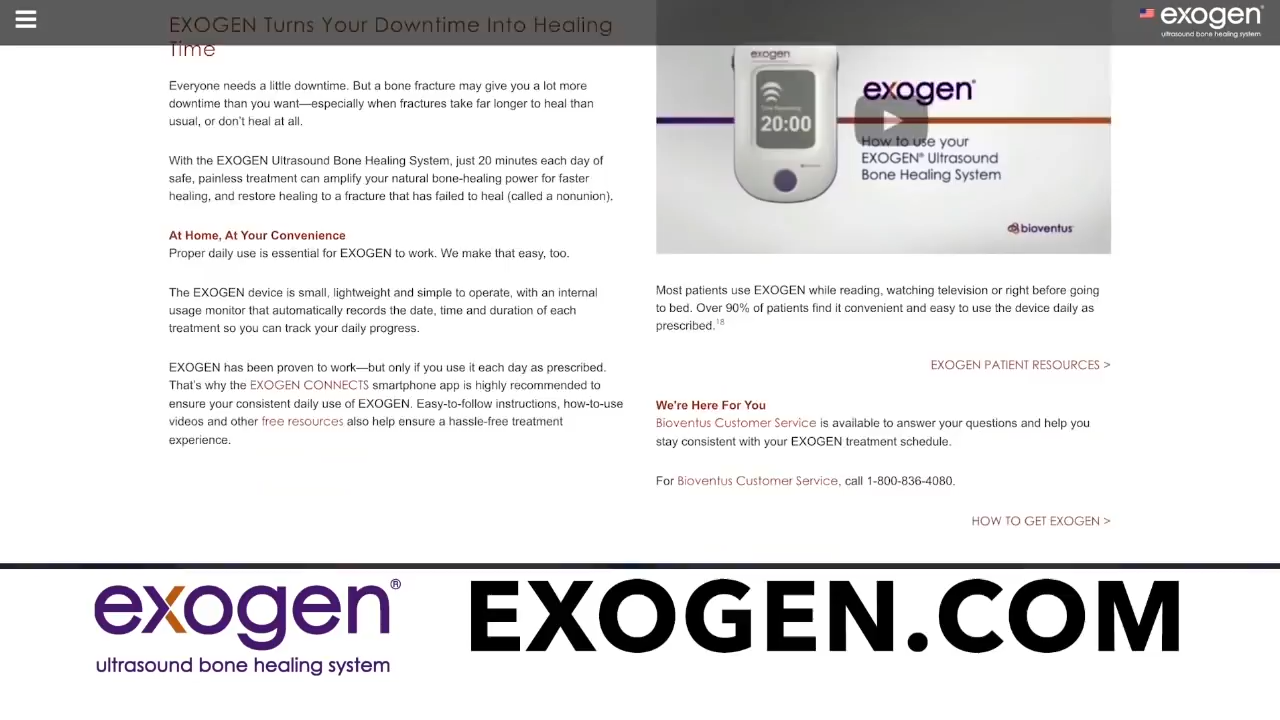 EXOGEN Turns Your Downtime Into Healing
Time
Everyone needs a little downtime. But a bone fracture may give you a lot more
downtime than you want—especially when fractures take far longer to heal than
usual, or don't heal at all.
With the EXOGEN Ultrasound Bone Healing System, just 20 minutes each day of
safe, painless treatment can amplify your natural bone-healing power for faster
healing, and restore healing to a fracture that has failed to heal (called a nonunion).
At Home, At Your Convenience
Proper daily use is essential for EXOGEN to work. We make that easy, too.
The EXOGEN device is small, lightweight and simple to operate, with an internal
usage monitor that automatically records the date, time and duration of each
treatment so you can track your daily progress.
EXOGEN has been proven to work—but only if you use it each day as prescribed.
That's why the EXOGEN CONNECTS smartphone app is highly recommended to
ensure your consistent daily use of EXOGEN. Easy-to-follow instructions, how-to-use
videos and other free resources also help ensure a hassle-free treatment
experience.
exogen®
ultrasound bone healing system
exogen
Time Remaining
20:00
exogen®
How to use your
EXOGEN® Ultrasound
Bone Healing System
bioventus
Most patients use EXOGEN while reading, watching television or right before going
to bed. Over 90% of patients find it convenient and easy to use the device daily as
prescribed.18
EXOGEN PATIENT RESOURCES >
We're Here For You
Bioventus Customer Service is available to answer your questions and help you
stay consistent with your EXOGEN treatment schedule.
For Bioventus Customer Service, call 1-800-836-4080.
HOW TO GET EXOGEN >
exogen®
ultrasound bone healing system
EXOGEN.COM